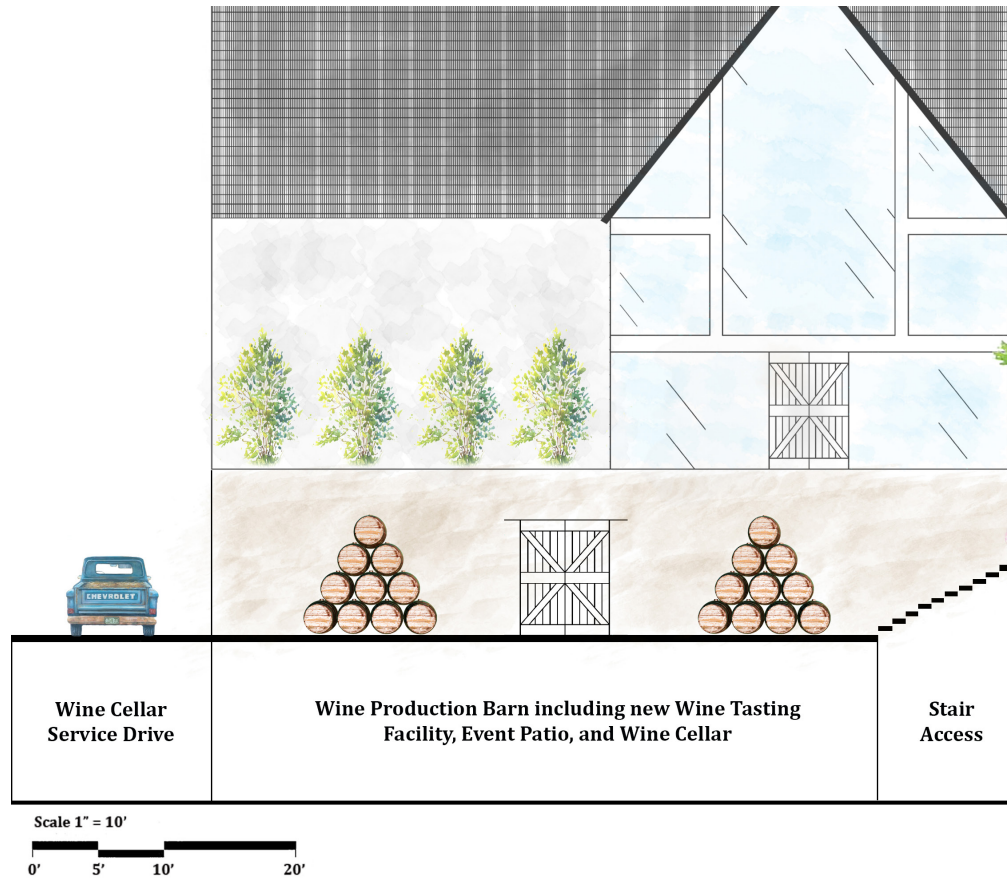 CHEVROLET
Wine Cellar
Service Drive
Wine Production Barn including new Wine Tasting
Facility, Event Patio, and Wine Cellar
Stair
Access
Scale 1” = 10’
0’ 5’ 10’ 20’